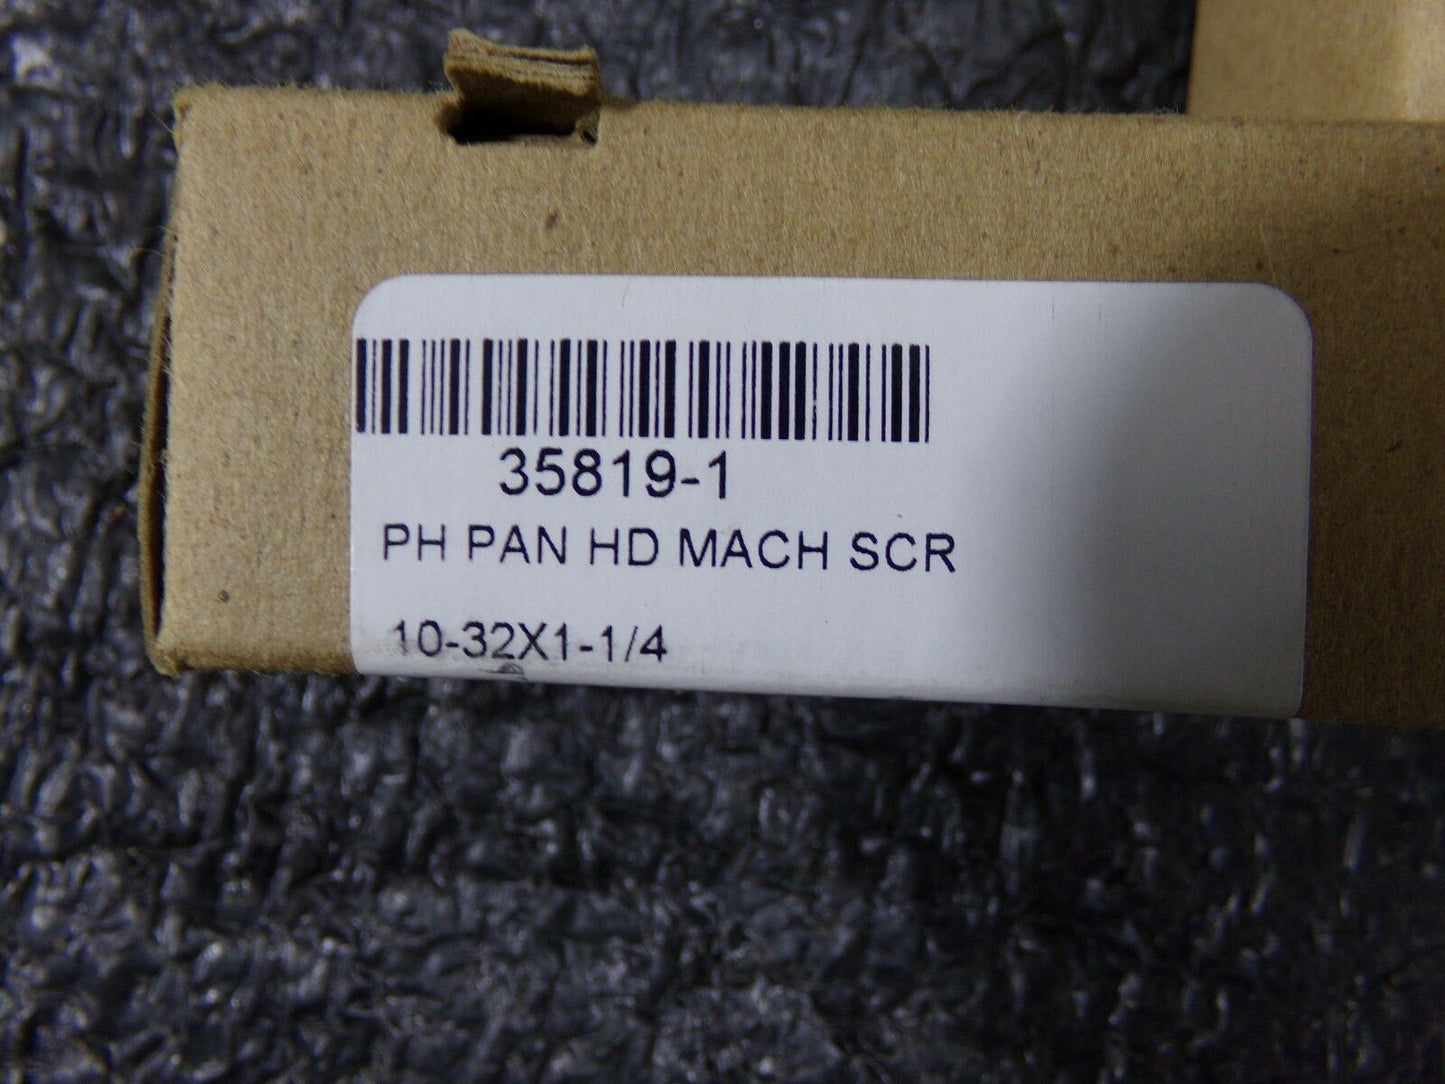 35819-1
PH PAN HD MACH SCR
10-32X1-1/4